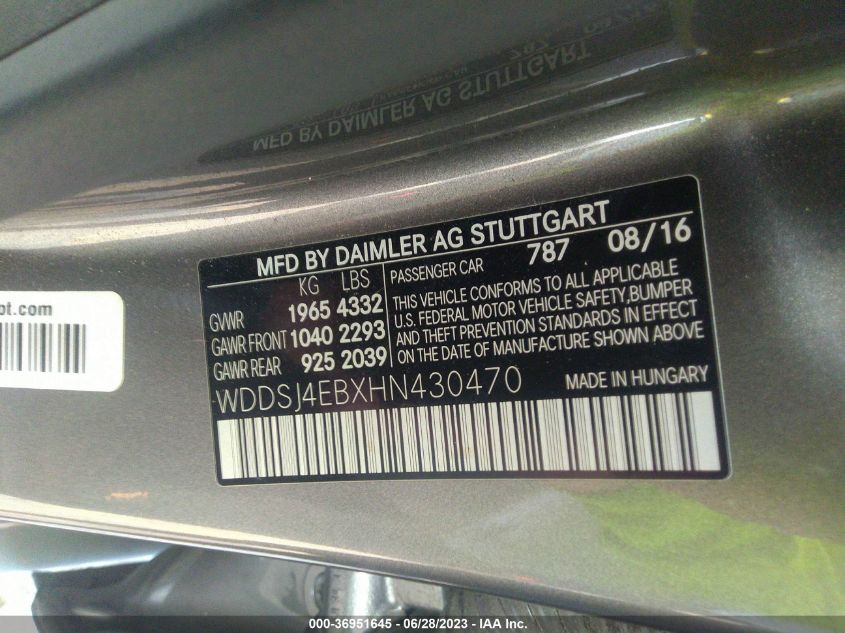 MFD BY DAIMLER AG STUTTGART
MFD BY DAIMLER AG STUTTGART
787 08/16
KG LBS
GVWR 1965 4332
GAWR FRONT 1040 2293
GAWR REAR 925 2039
PASSENGER CAR
THIS VEHICLE CONFORMS TO ALL APPLICABLE
U.S. FEDERAL MOTOR VEHICLE SAFETY,BUMPER
AND THEFT PREVENTION STANDARDS IN EFFECT
ON THE DATE OF MANUFACTURE SHOWN ABOVE
WDDSJ4EBXHN430470
MADE IN HUNGARY
pt.com
000-36951645 - 06/28/2023 - IAA Inc.